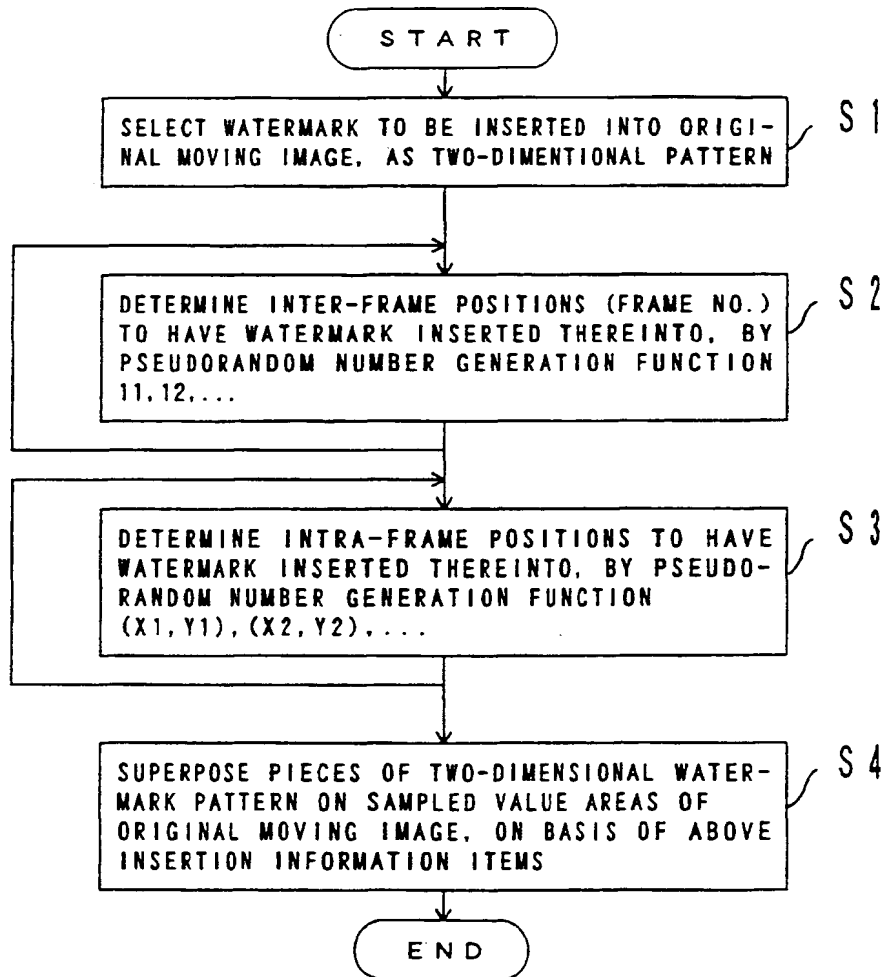 START
SELECT WATERMARK TO BE INSERTED INTO ORIGI-
NAL MOVING IMAGE, AS TWO-DIMENTIONAL PATTERN
S1
DETERMINE INTER-FRAME POSITIONS (FRAME NO.)
TO HAVE WATERMARK INSERTED THEREINTO, BY
PSEUDORANDOM NUMBER GENERATION FUNCTION
11,12,...
S2
DETERMINE INTRA-FRAME POSITIONS TO HAVE
WATERMARK INSERTED THEREINTO, BY PSEUDO-
RANDOM NUMBER GENERATION FUNCTION
(X1,Y1),(X2,Y2),...
S3
SUPERPOSE PIECES OF TWO-DIMENSIONAL WATER-
MARK PATTERN ON SAMPLED VALUE AREAS OF
ORIGINAL MOVING IMAGE, ON BASIS OF ABOVE
INSERTION INFORMATION ITEMS
S4
END